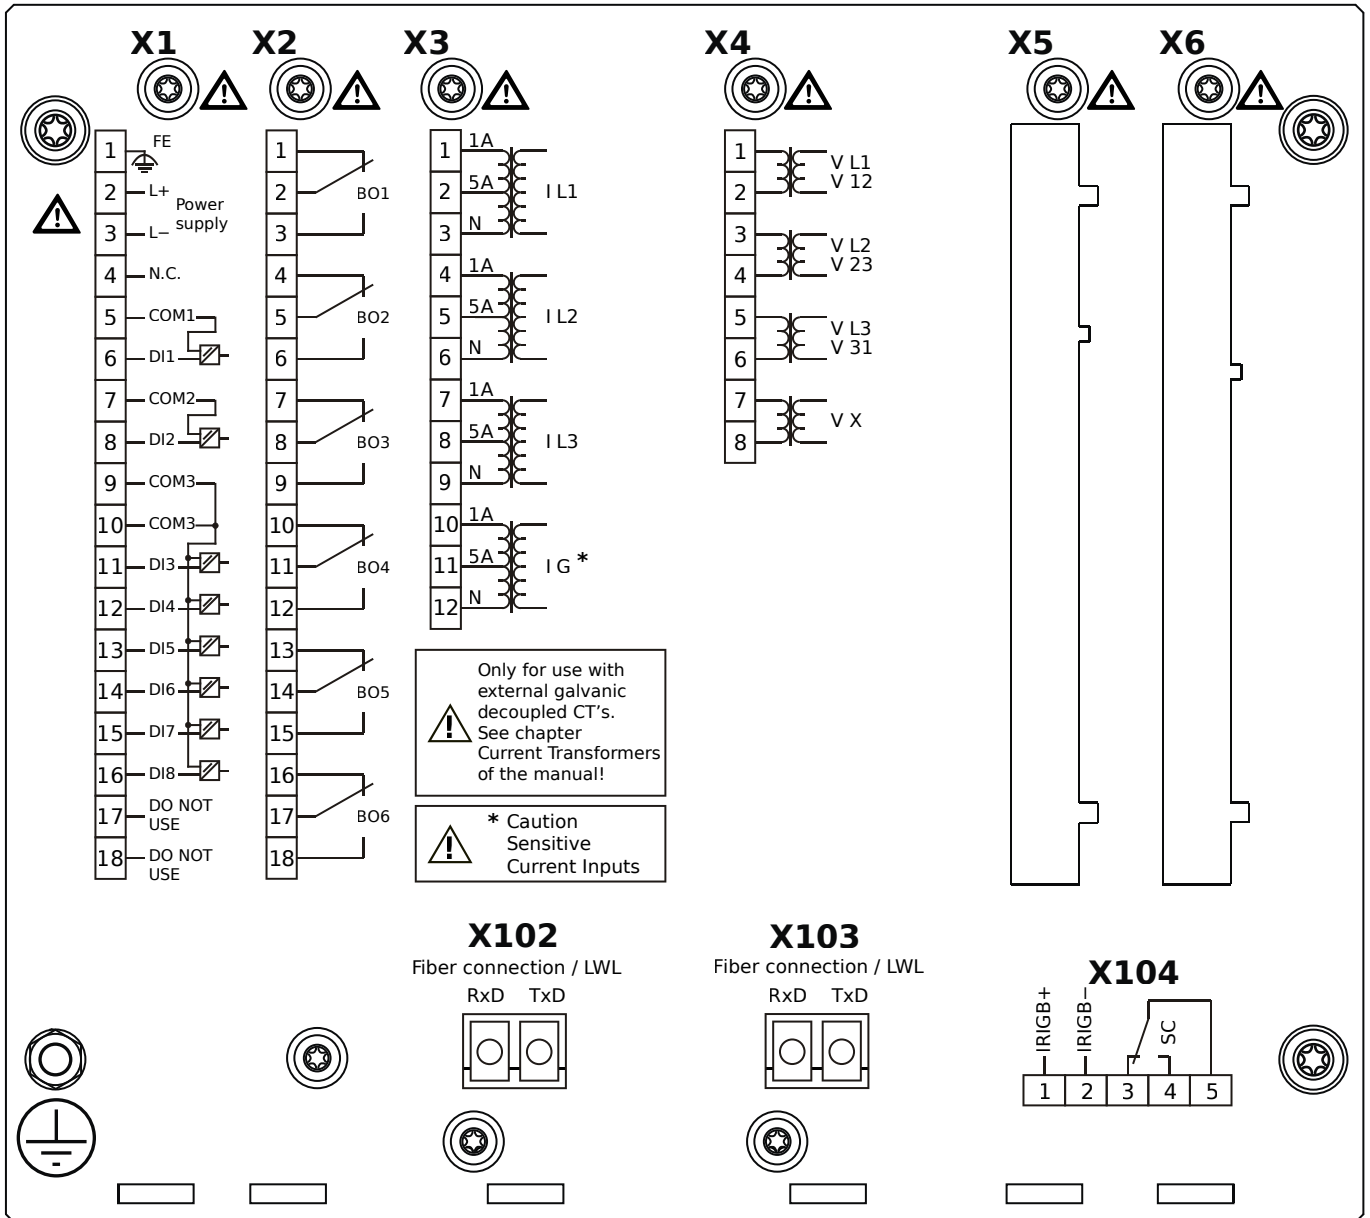 X1
X2
X3
X4
X5
X6
1
FE
2
L+
Power
supply
3
L−
4
N.C.
5
COM1
6
DI1
7
COM2
8
DI2
9
COM3
10
COM3
11
DI3
12
DI4
13
DI5
14
DI6
15
DI7
16
DI8
17
DO NOT
USE
18
DO NOT
USE
1
2
BO1
3
4
5
BO2
6
7
8
BO3
9
10
11
BO4
12
13
14
BO5
15
16
17
BO6
18
1
1A
2
5A
I L1
3
N
4
1A
5
5A
I L2
6
N
7
1A
8
5A
I L3
9
N
10
1A
11
5A
I G *
12
N
Only for use with
external galvanic
decoupled CT's.
See chapter
Current Transformers
of the manual!
* Caution
Sensitive
Current Inputs
1
V L1
2
V 12
3
V L2
4
V 23
5
V L3
6
V 31
7
V X
8
X102
Fiber connection / LWL
RxD TxD
X103
Fiber connection / LWL
RxD TxD
X104
IRIGB+
IRIGB−
SC
1 2 3 4 5